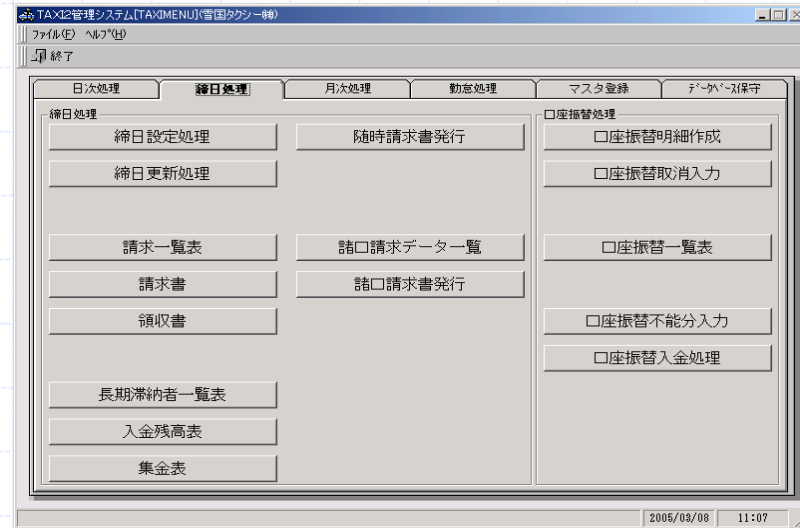 TAXI2管理システム[TAXIMENU](雪国タクシー㈱)
ファイル(F) ヘルプ(H)
終了
日次処理 締日処理 月次処理 勤怠処理 マスタ登録 データベース保守
締日処理
締日設定処理 随時請求書発行
締日更新処理
請求一覧表 諸口請求データ一覧
請求書 諸口請求書発行
領収書
長期滞納者一覧表
入金残高表
集金表
口座振替処理
口座振替明細作成
口座振替取消入力
口座振替一覧表
口座振替不能分入力
口座振替入金処理
2005/03/08 11:07